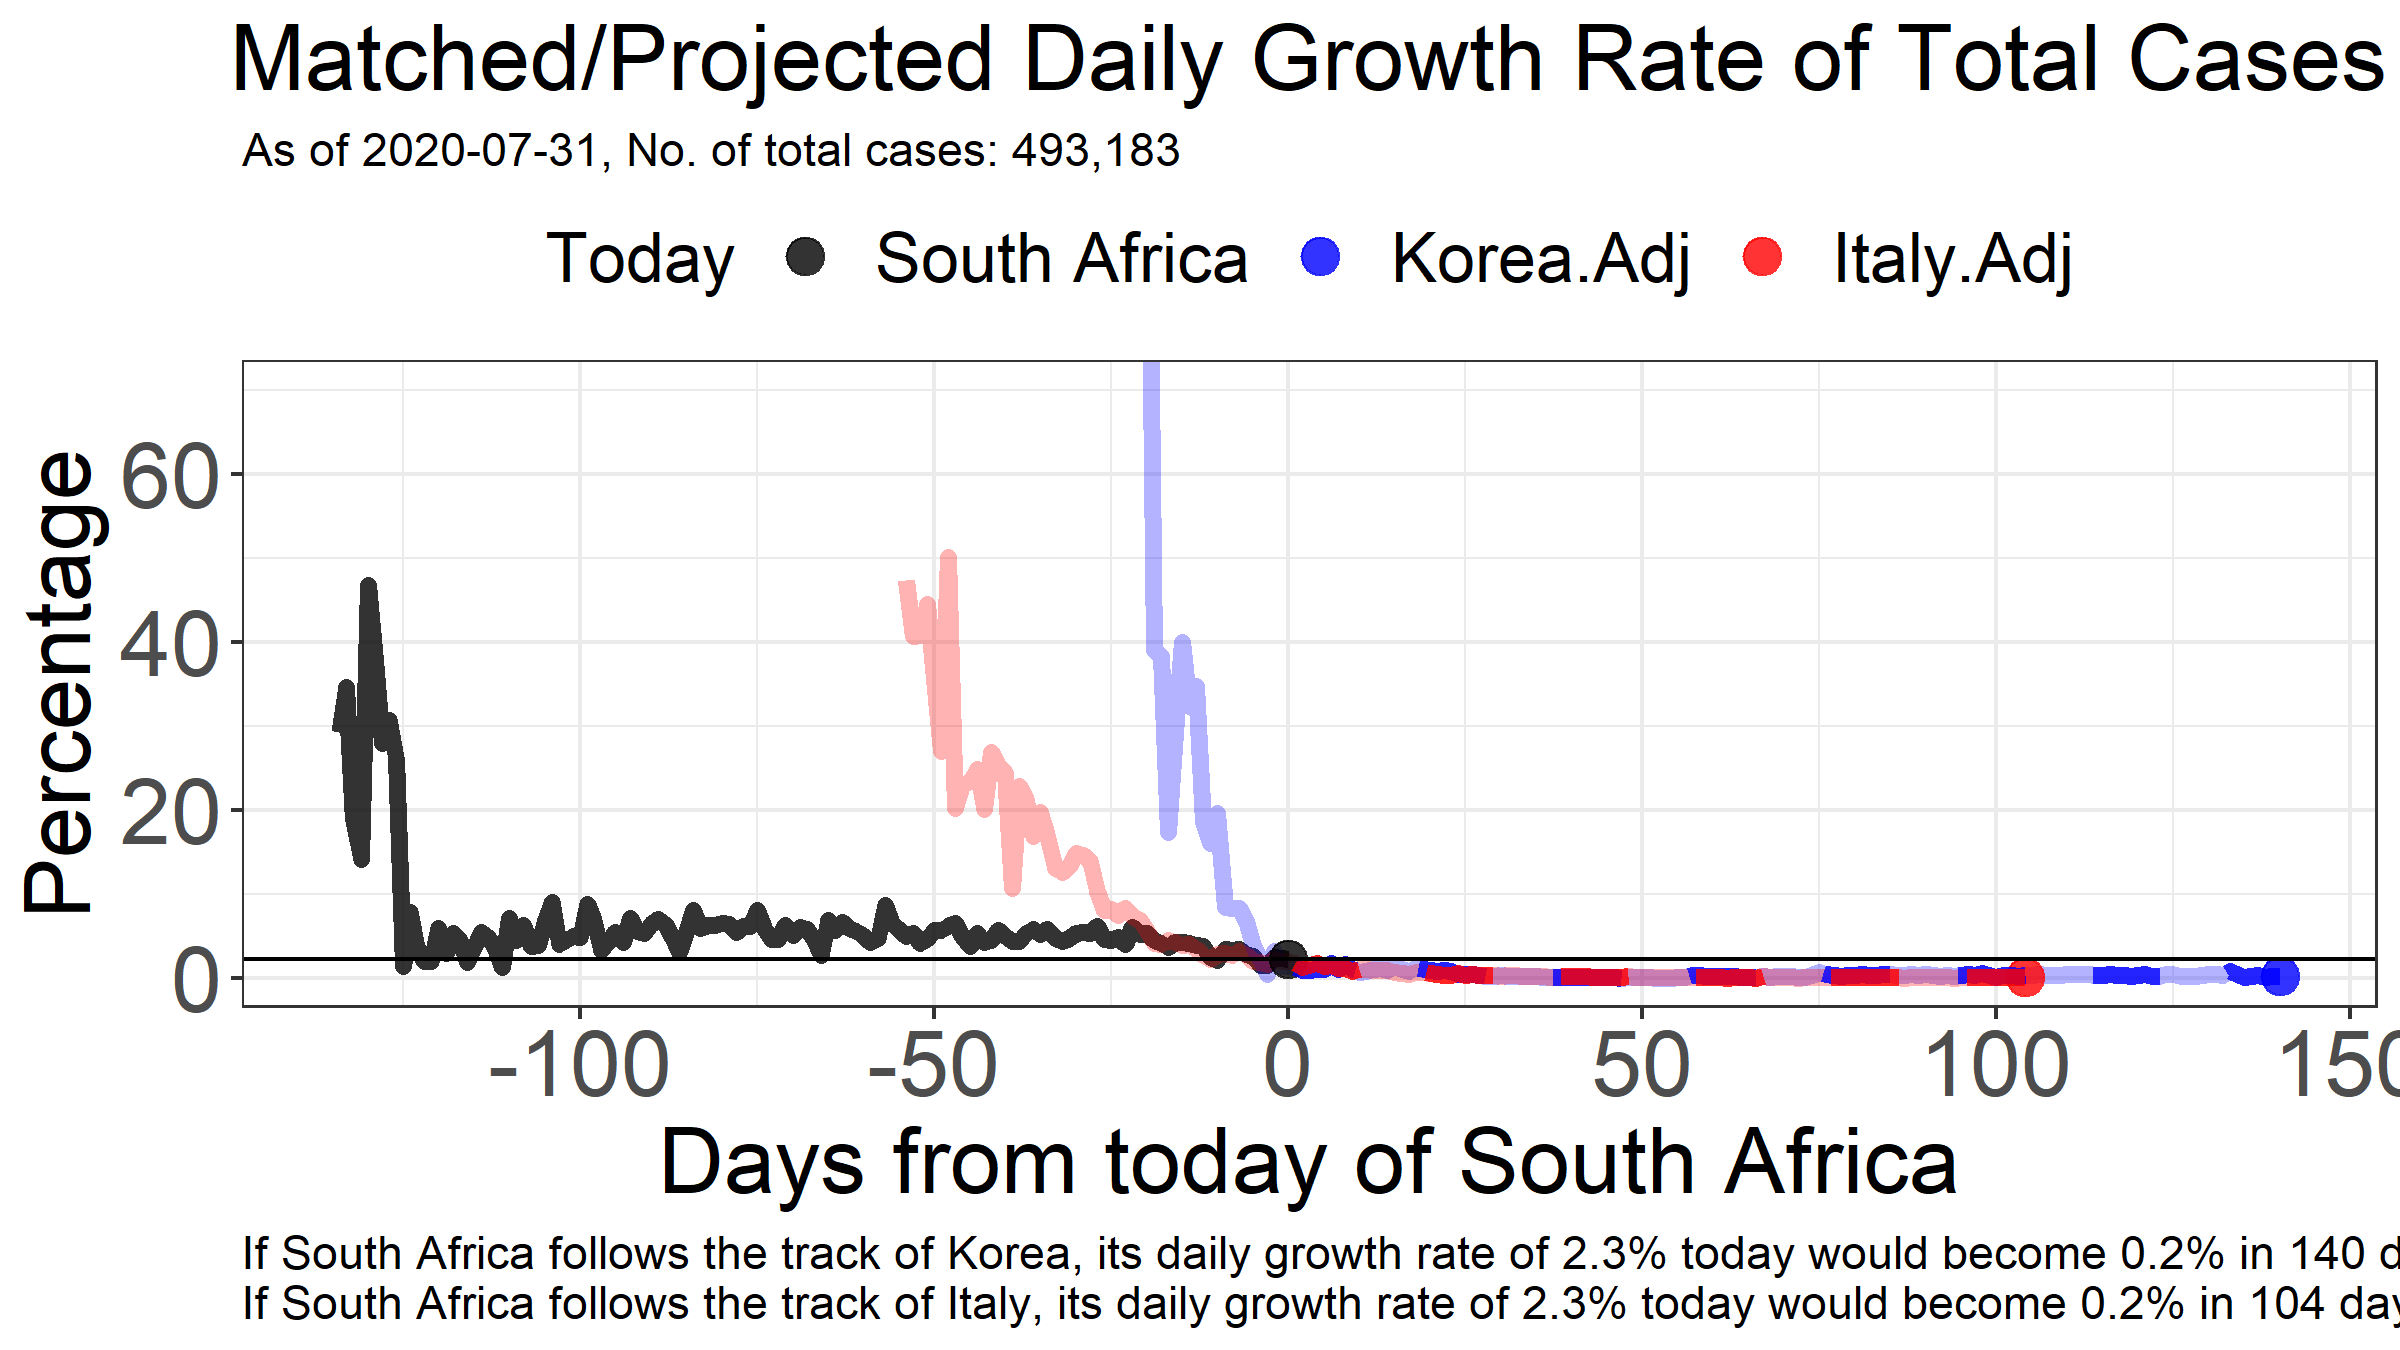 Matched/Projected Daily Growth Rate of Total Cases
As of 2020-07-31, No. of total cases: 493,183
Today South Africa Korea.Adj Italy.Adj
Percentage
60
40
20
0
-100 -50 0 50 100 150
Days from today of South Africa
If South Africa follows the track of Korea, its daily growth rate of 2.3% today would become 0.2% in 140 d
If South Africa follows the track of Italy, its daily growth rate of 2.3% today would become 0.2% in 104 day